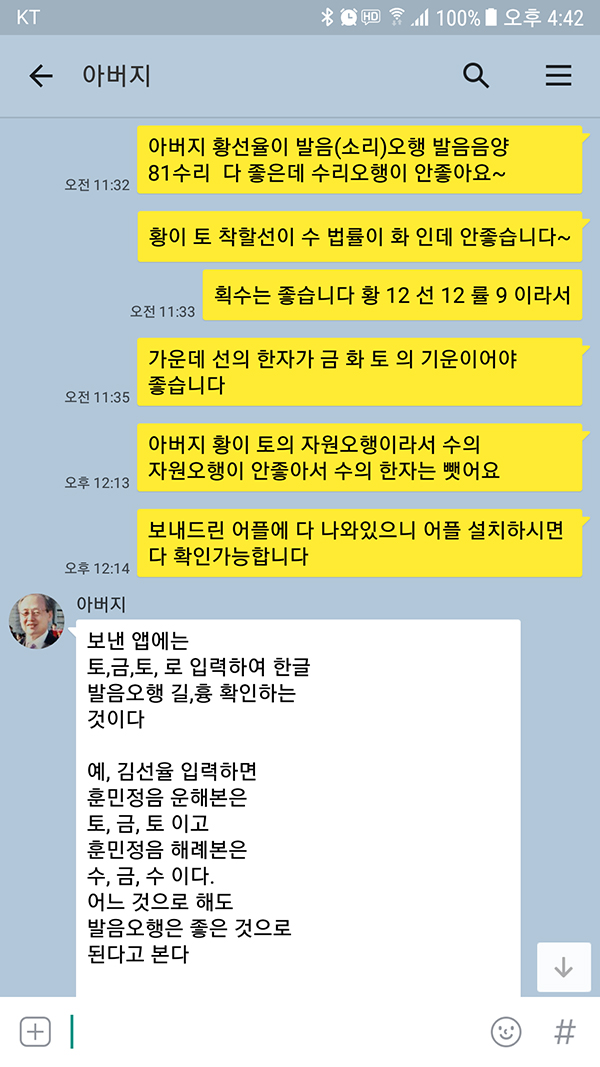 KT
100% 오후 4:42
아버지
아버지 황선율이 발음(소리)오행 발음음양
81수리 다 좋은데 수리오행이 안좋아요~
오전 11:32
황이 토 착할선이 수 법률이 화 인데 안좋습니다~
획수는 좋습니다 황 12 선 12 률 9 이라서
오전 11:33
가운데 선의 한자가 금 화 토 의 기운이어야
좋습니다
오전 11:35
아버지 황이 토의 자원오행이라서 수의
자원오행이 안좋아서 수의 한자는 뺏어요
오후 12:13
보내드린 어플에 다 나와있으니 어플 설치하시면
다 확인가능합니다
오후 12:14
아버지
보낸 앱에는
토,금,토, 로 입력하여 한글
발음오행 길,흉 확인하는
것이다
예, 김선율 입력하면
훈민정음 운해본은
토, 금, 토 이고
훈민정음 해례본은
수, 금, 수 이다.
어느 것으로 해도
발음오행은 좋은 것으로
된다고 본다
#